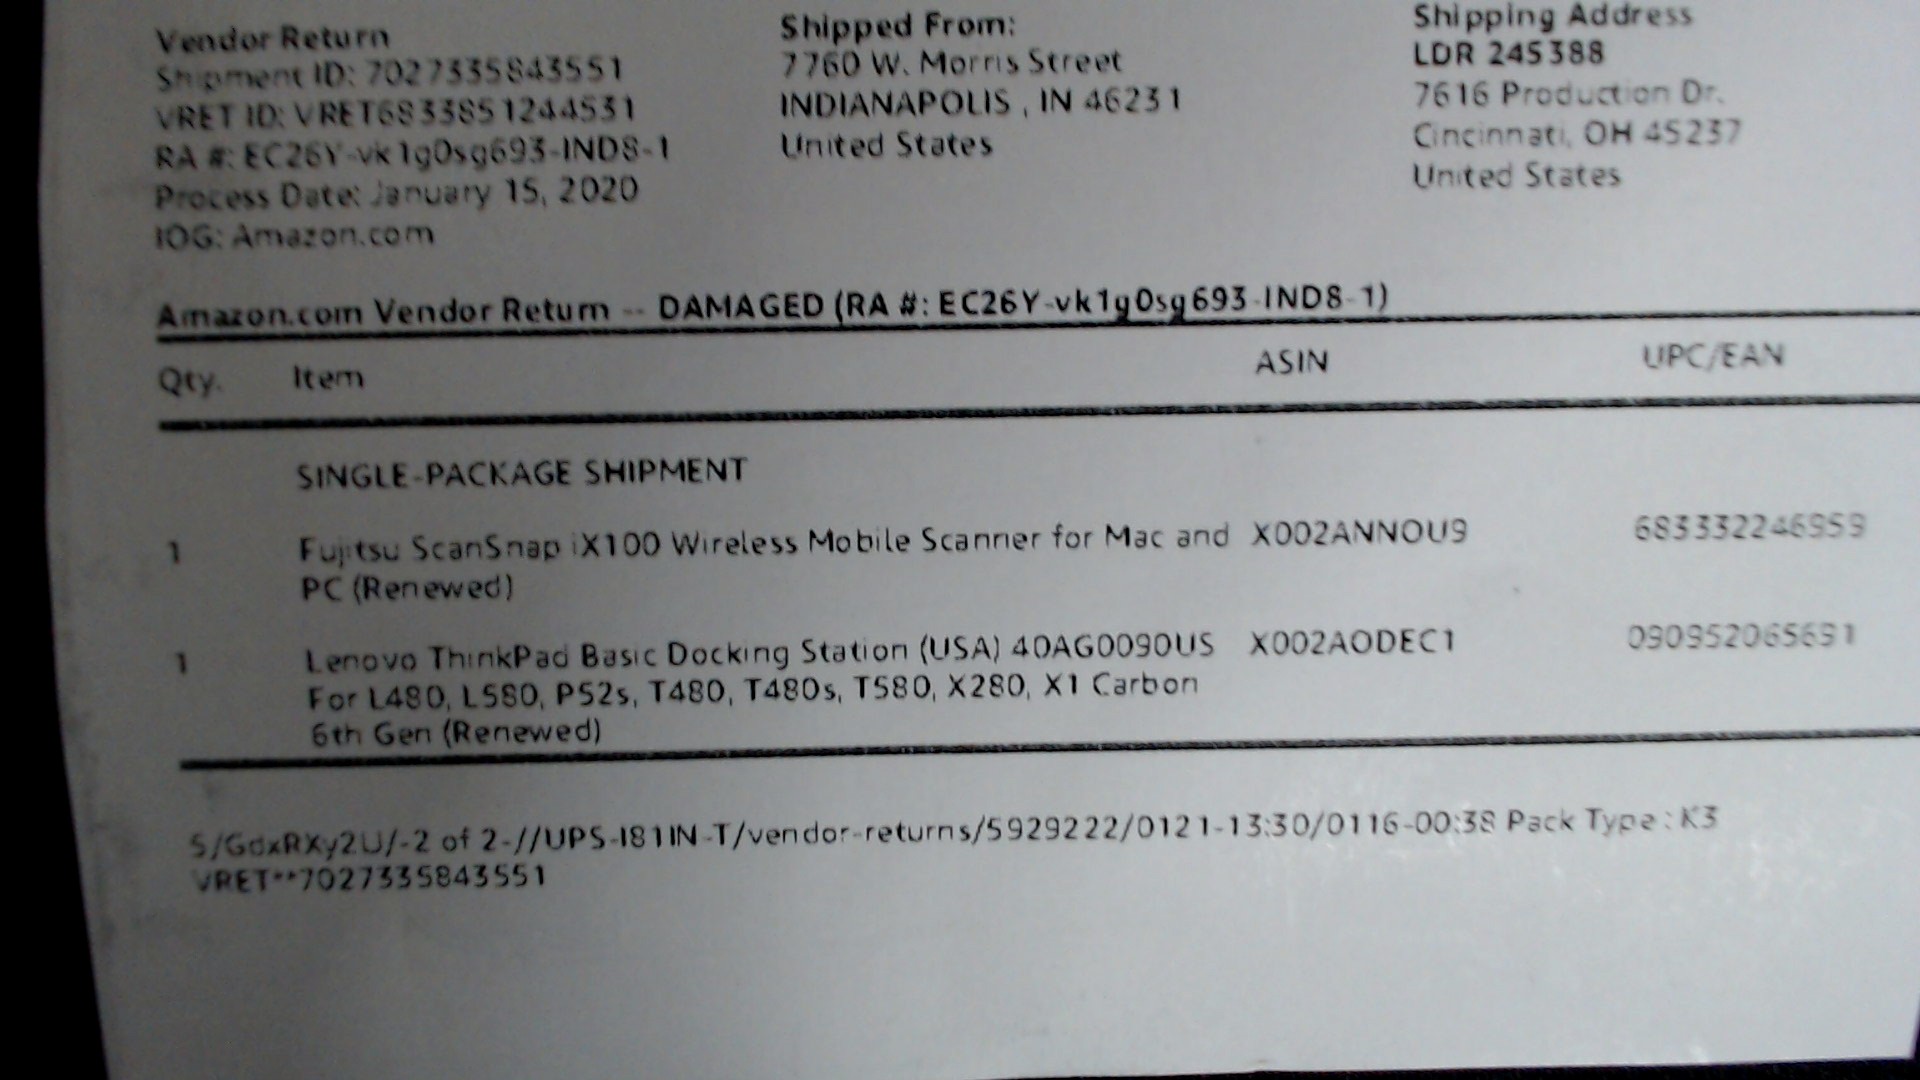 Vendor Return
Shipment ID: 7027335843551
VRET ID: VRET6833851244531
RA #: EC26Y-vk1g0sg693-IND8-1
Process Date: January 15, 2020
IOG: Amazon.com
Shipped From:
7760 W. Morris Street
INDIANAPOLIS , IN 46231
United States
Shipping Address
LDR 245388
7616 Production Dr.
Cincinnati, OH 45237
United States
Amazon.com Vendor Return -- DAMAGED (RA #: EC26Y-vk1g0sg693-IND8-1)
Qty. Item ASIN UPC/EAN
SINGLE-PACKAGE SHIPMENT
1 Fujitsu ScanSnap iX100 Wireless Mobile Scanner for Mac and X002ANNOU9 683332246959
PC (Renewed)
1 Lenovo ThinkPad Basic Docking Station (USA) 40AG0090US X002AODEC1 090952065691
For L480, L580, P52s, T480, T480s, T580, X280, X1 Carbon
6th Gen (Renewed)
5/GdxRXy2U/-2 of 2-//UPS-I81IN-T/vendor-returns/5929222/0121-13:30/0116-00:38 Pack Type : K3
VRET**7027335843551